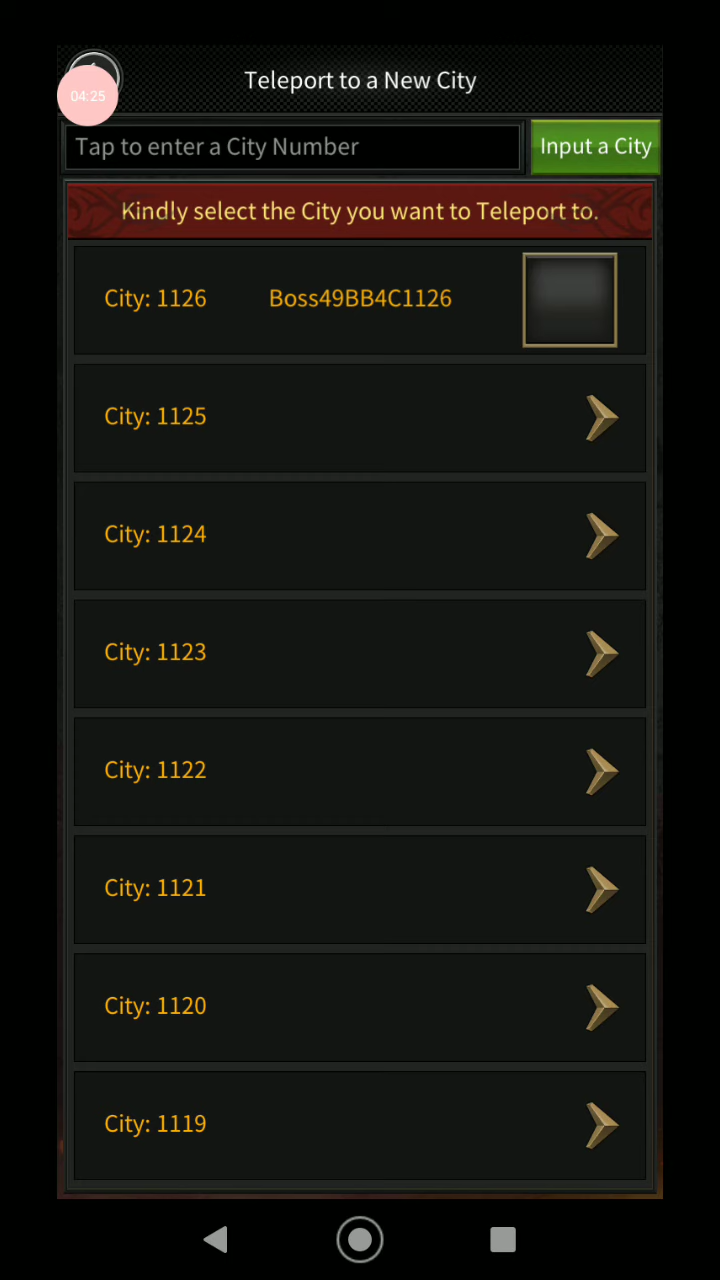 Teleport to a New City
04:25
Tap to enter a City Number
Input a City
Kindly select the City you want to Teleport to.
City: 1126 Boss49BB4C1126
City: 1125
City: 1124
City: 1123
City: 1122
City: 1121
City: 1120
City: 1119